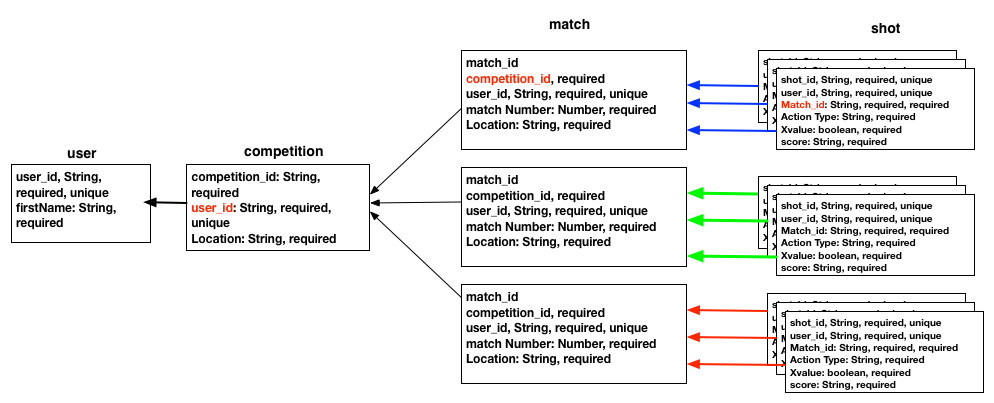 match
shot
user
competition
user_id, String,
required, unique
firstName: String,
required
competition_id: String,
required
user_id: String, required,
unique
Location: String, required
match_id
competition_id, required
user_id, String, required, unique
match Number: Number, required
Location: String, required
shot_id, String, required, unique
user_id, String, required, unique
Match_id: String, required, required
Action Type: String, required
Xvalue: boolean, required
score: String, required
match_id
competition_id, required
user_id, String, required, unique
match Number: Number, required
Location: String, required
shot_id, String, required, unique
user_id, String, required, unique
Match_id: String, required, required
Action Type: String, required
Xvalue: boolean, required
score: String, required
match_id
competition_id, required
user_id, String, required, unique
match Number: Number, required
Location: String, required
shot_id, String, required, unique
user_id, String, required, unique
Match_id: String, required, required
Action Type: String, required
Xvalue: boolean, required
score: String, required